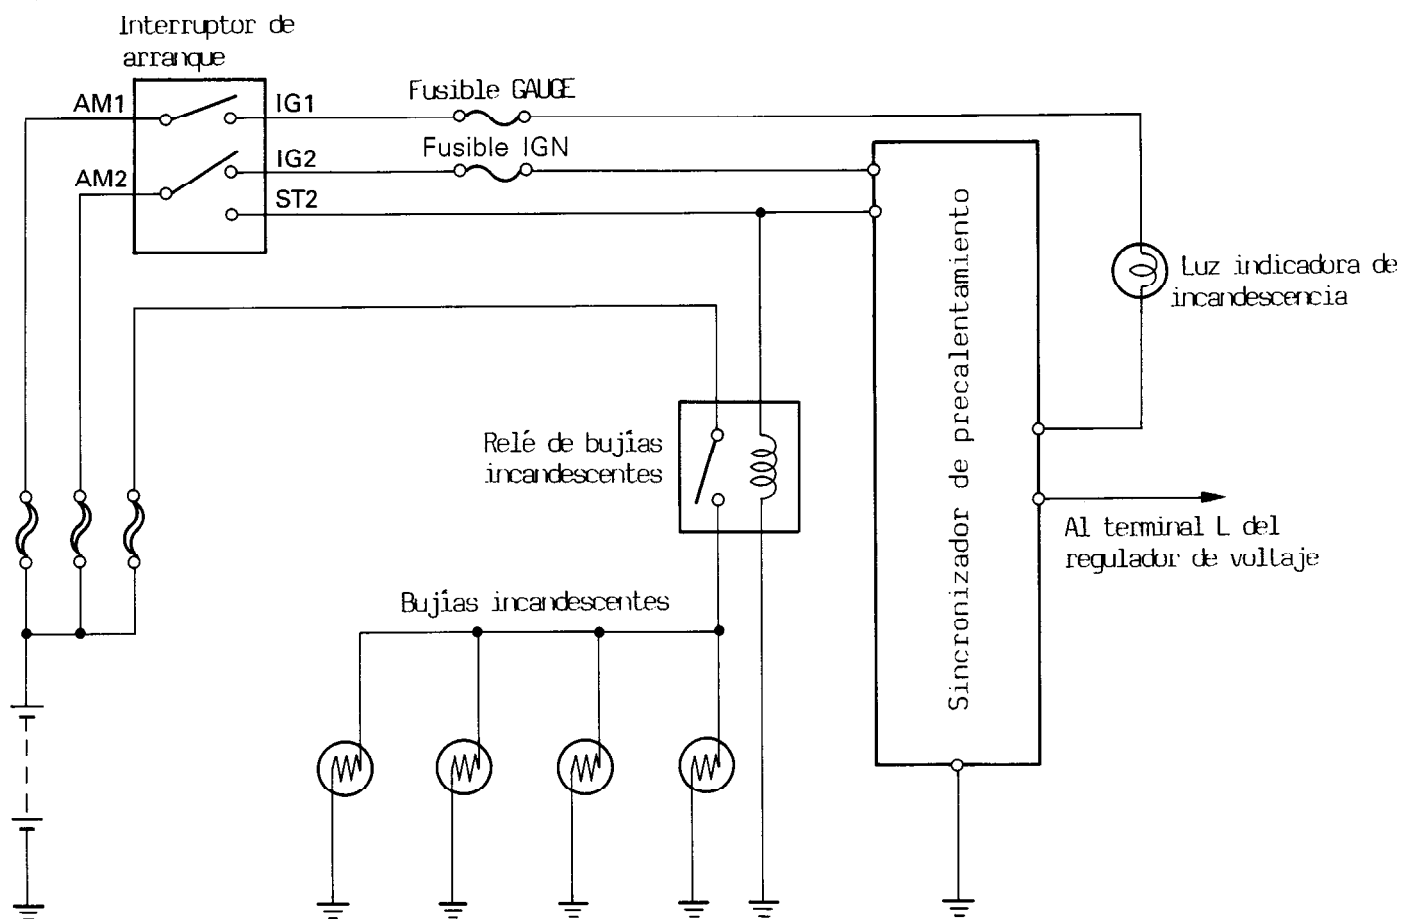 Interruptor de
arranque
AM1
IG1
Fusible GAUGE
AM2
IG2
Fusible IGN
ST2
Sincronizador de precalentamiento
Luz indicadora de
incandescencia
Relé de bujías
incandescentes
Al terminal L del
regulador de voltaje
Bujías incandescentes